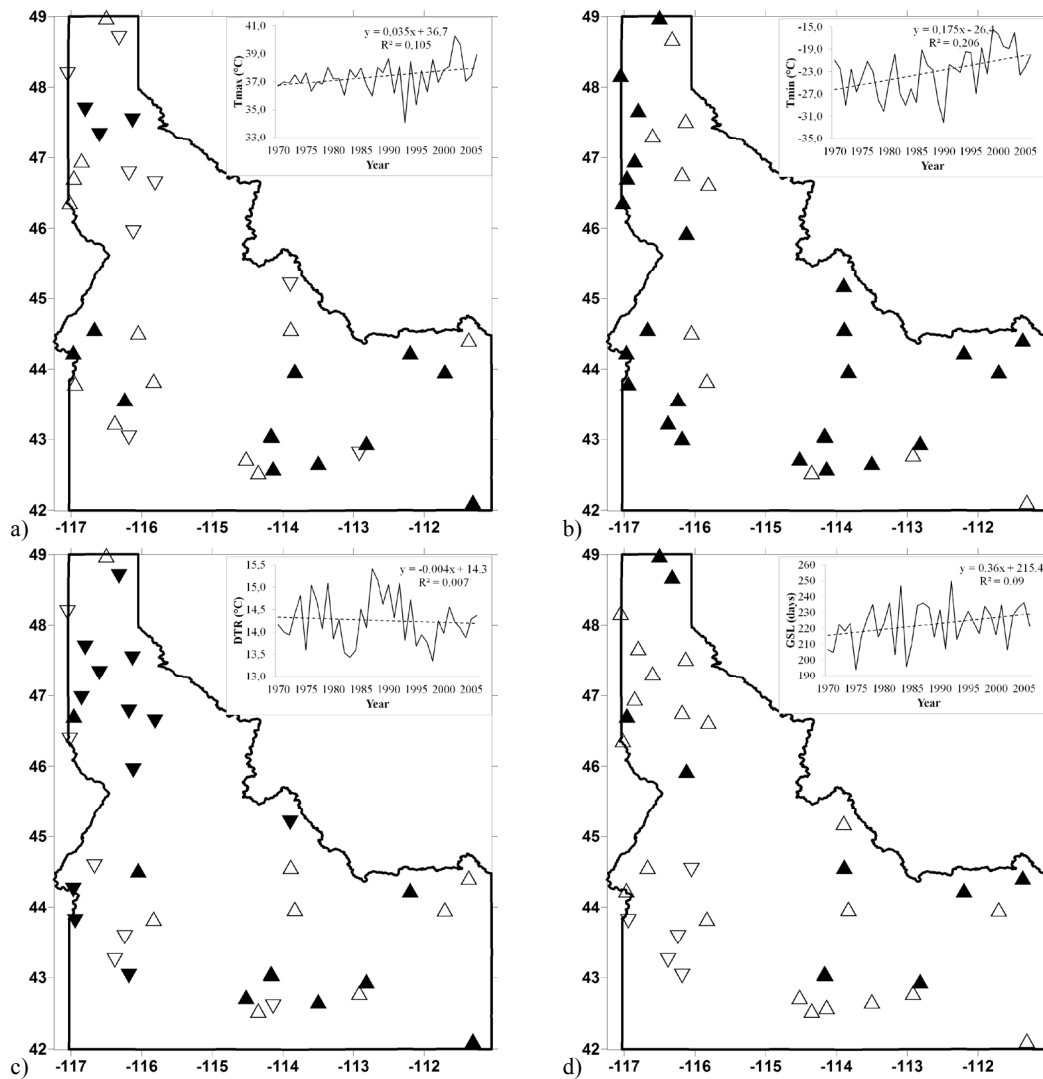 49
48
47
46
45
44
43
42
-117 -116 -115 -114 -113 -112
a)
y = 0,035x + 36,7
R² = 0,105
Tmax (°C)
41,0
39,0
37,0
35,0
33,0
1970 1975 1980 1985 1990 1995 2000 2005
Year
49
48
47
46
45
44
43
42
-117 -116 -115 -114 -113 -112
b)
y = 0,175x - 26,4
R² = 0,206
Tmin (°C)
-15,0
-19,0
-23,0
-27,0
-31,0
-35,0
1970 1975 1980 1985 1990 1995 2000 2005
Year
49
48
47
46
45
44
43
42
-117 -116 -115 -114 -113 -112
c)
y = -0,004x + 14,3
R² = 0,007
DTR (°C)
15,5
15,0
14,5
14,0
13,5
13,0
1970 1975 1980 1985 1990 1995 2000 2005
Year
49
48
47
46
45
44
43
42
-117 -116 -115 -114 -113 -112
d)
y = 0,36x + 215,4
R² = 0,09
GSL (days)
260
250
240
230
220
210
200
190
1970 1975 1980 1985 1990 1995 2000 2005
Year